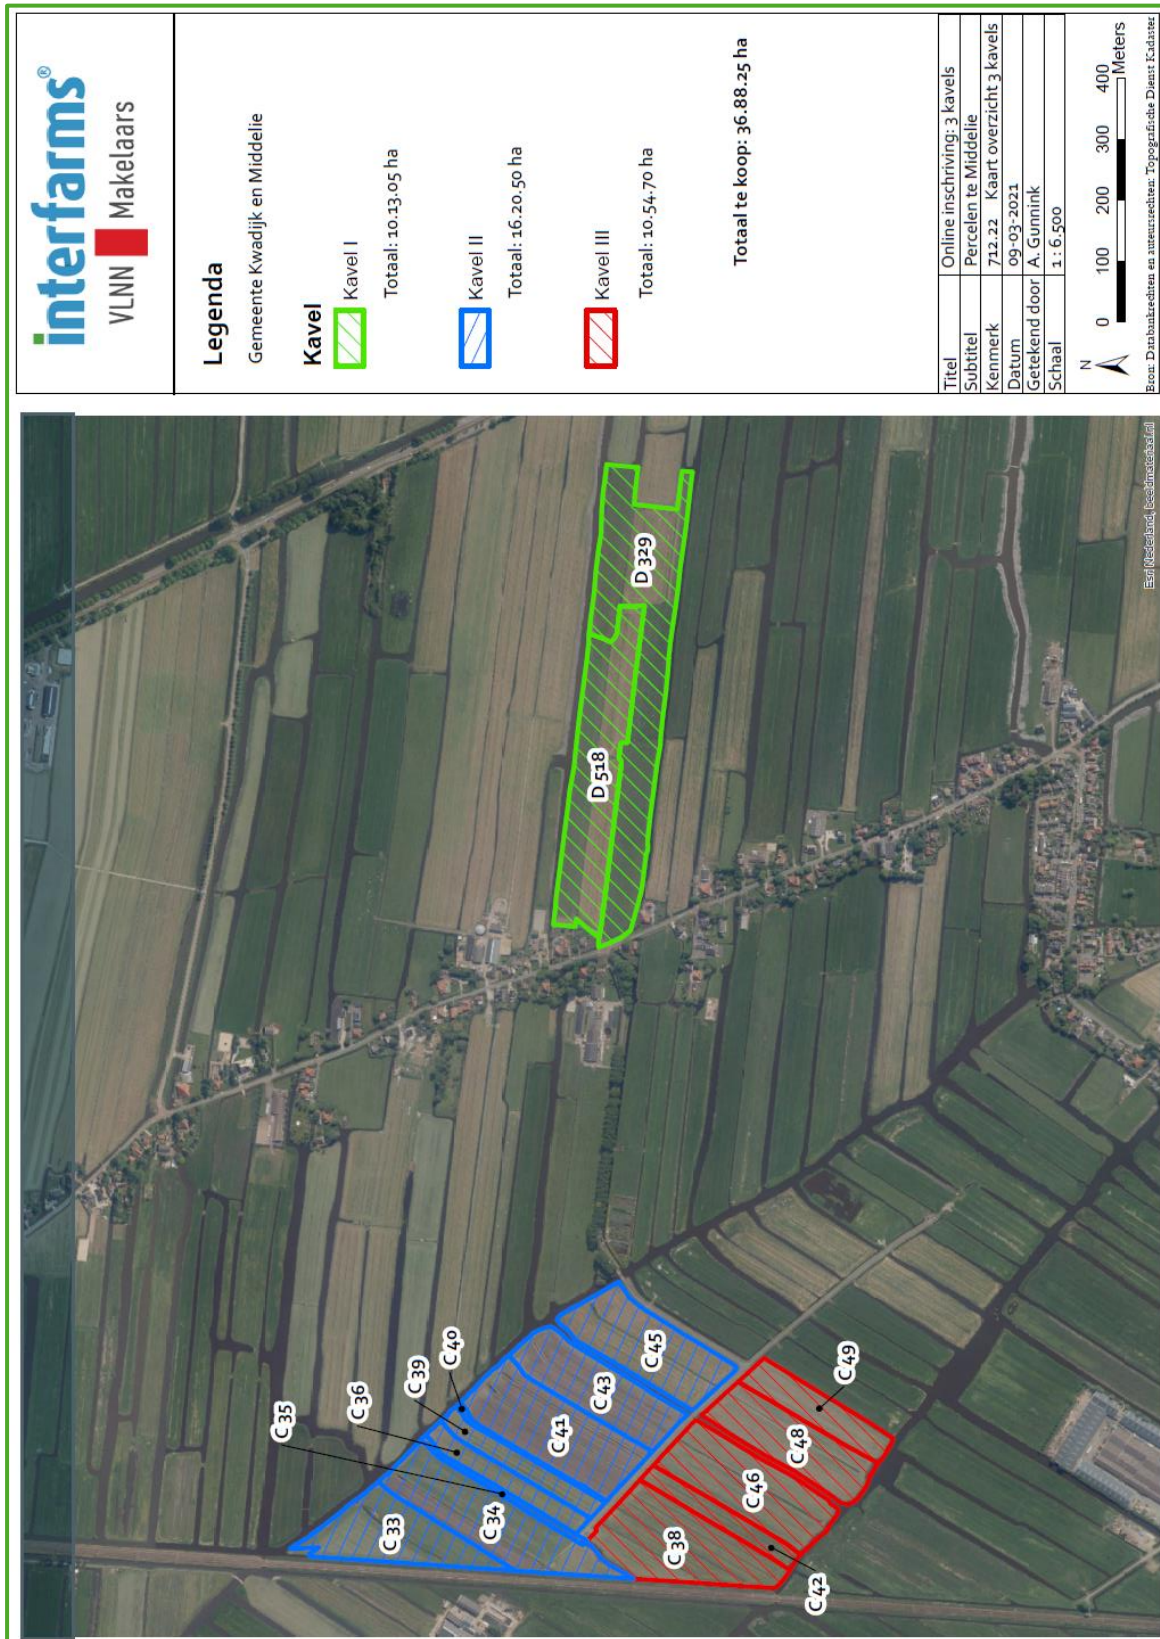 interfarms®
VLNN Makelaars
Legenda
Gemeente Kwadijk en Middelie
Kavel
Kavel I
Totaal: 10.13.05 ha
Kavel II
Totaal: 16.20.50 ha
Kavel III
Totaal: 10.54.70 ha
Totaal te koop: 36.88.25 ha
Titel Online inschriving: 3 kavels
Subtitel Percelen te Middelie
Kenmerk 712.22 Kaart overzicht 3 kavels
Datum 09-03-2021
Getekend door A. Gunnink
Schaal 1 : 6.500
N
0 100 200 300 400
Meters
Bron: Databankrechten en auteursrechten: Topografische Dienst Kadaster
C35
C36
C39
C40
C33
C34
C41
C43
C45
C38
C42
C46
C48
C49
D 518
D 329
Esri Nederland, beeldmateriaal.nl